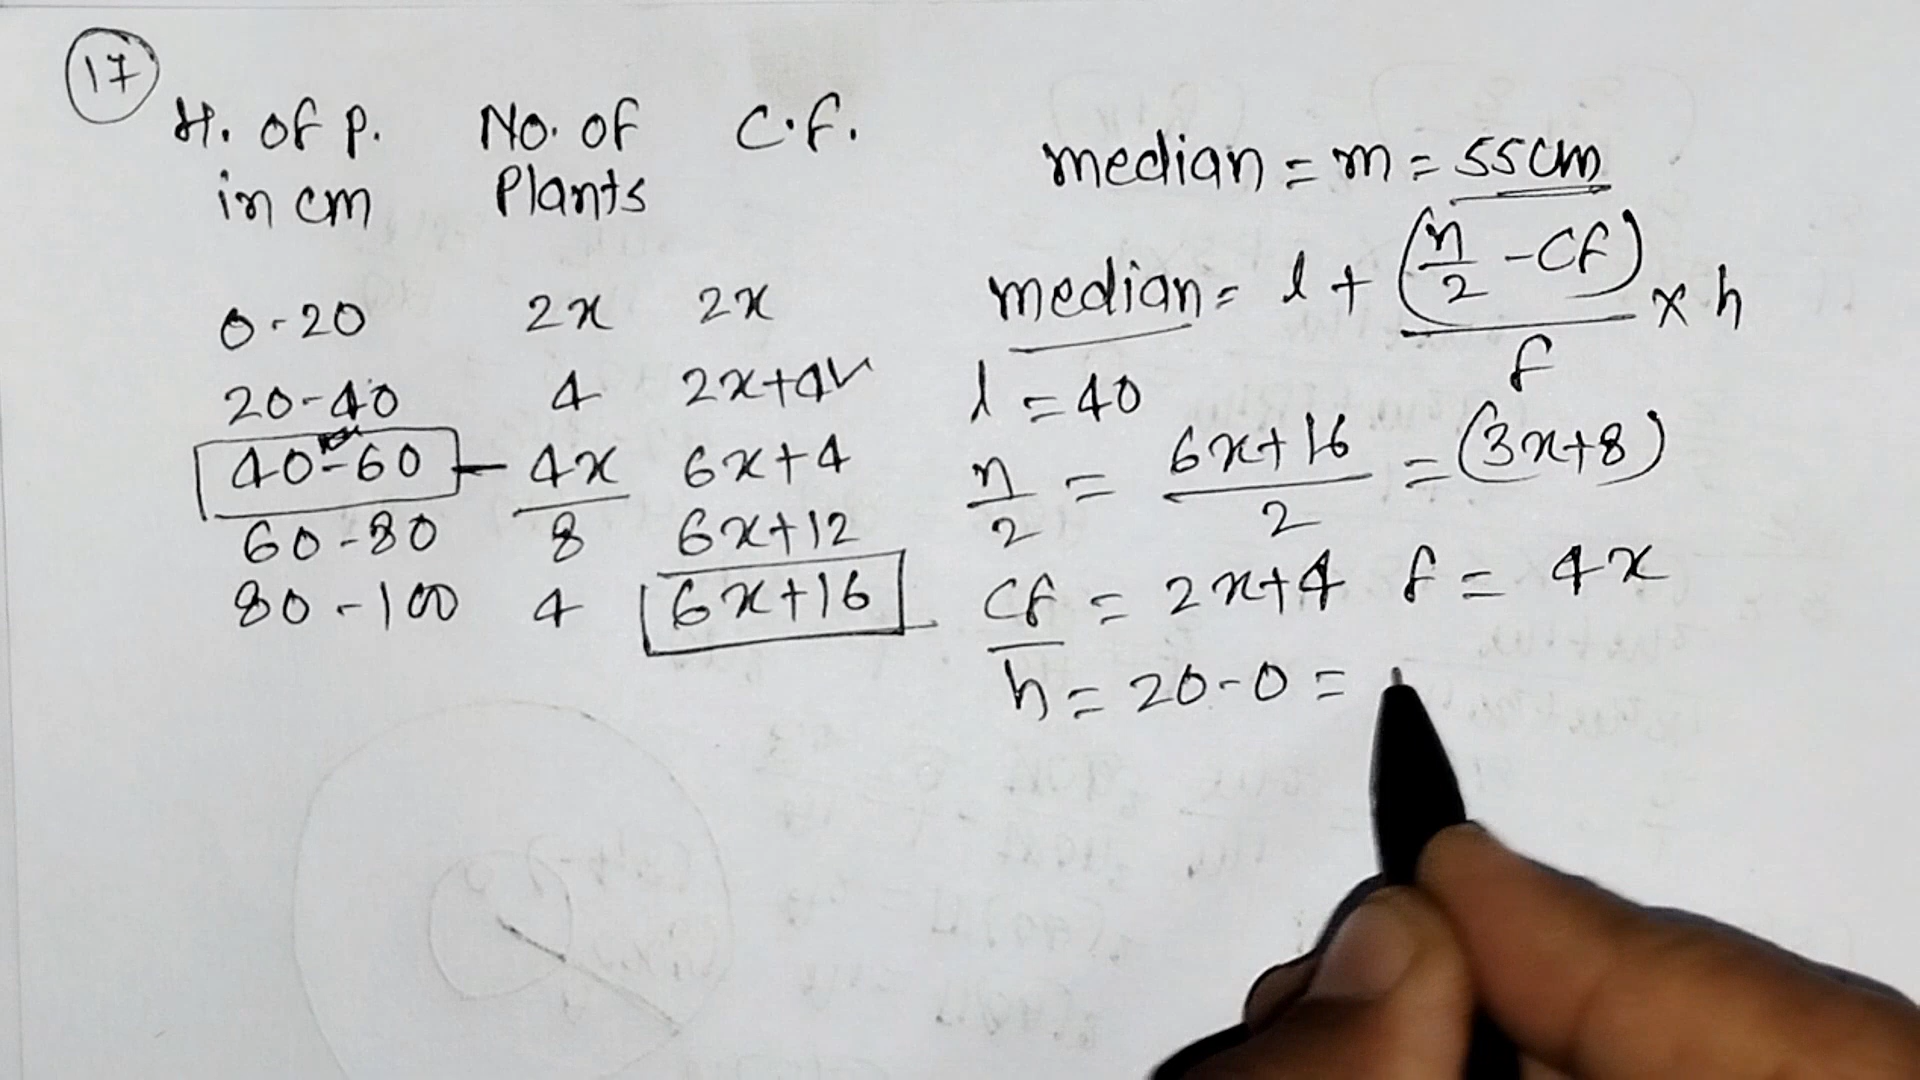 17
H. of P. in cm
No. of Plants
C.f.
0-20 2x 2x
20-40 4 2x+4
40-60 4x 6x+4
60-80 8 6x+12
80-100 4 6x+16
median = m = 55cm
median = l + (n/2 - cf)/f × h
l = 40
n/2 = 6x+16/2 = (3x+8)
cf = 2x+4 f = 4x
h = 20-0 =